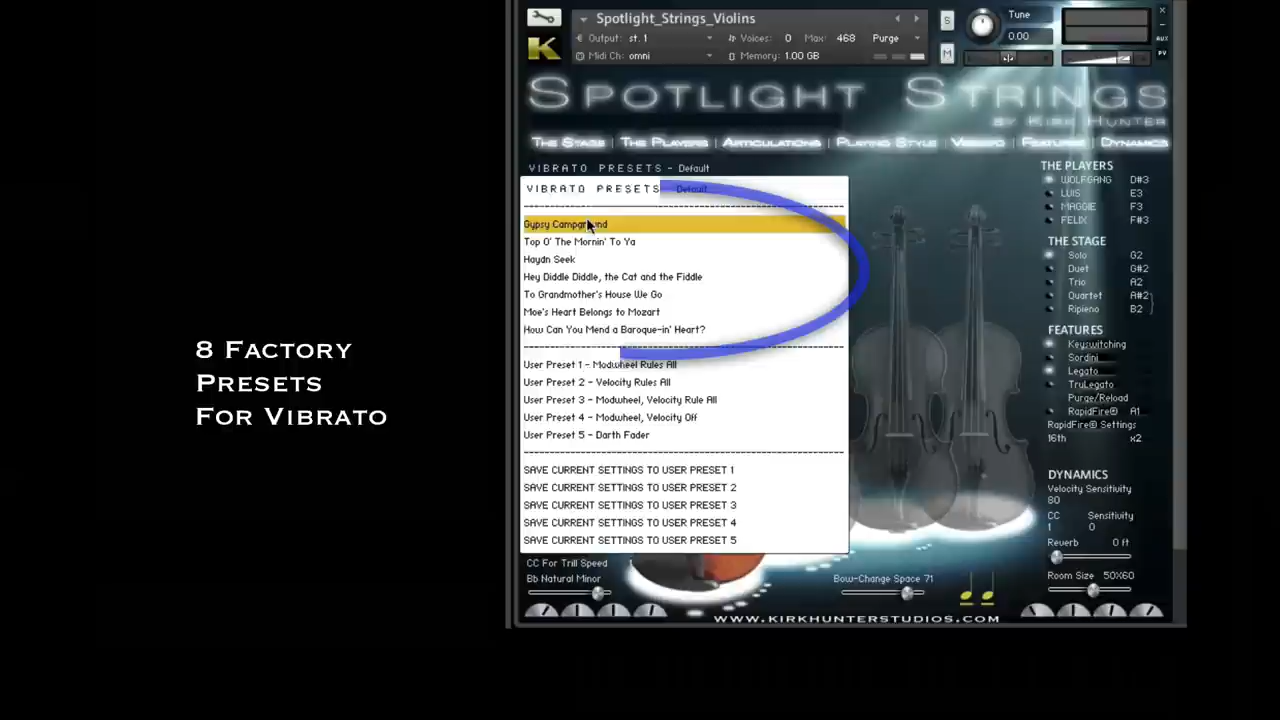 Spotlight_Strings_Violins
Output: st. 1
Voices: 0 Max: 468 Purge
Midi Ch: omni
Memory: 1.00 GB
S
M
Tune
0.00
AUX
PV
SPOTLIGHT STRINGS
BY KIRK HUNTER
THE STAGE | THE PLAYERS | ARTICULATIONS | PLAYING STYLE | VIBRATO | FEATURES | DYNAMICS
VIBRATO PRESETS - Default
VIBRATO PRESETS - Default
Gypsy Campground
Top O' The Mornin' To Ya
Haydn Seek
Hey Diddle Diddle, the Cat and the Fiddle
To Grandmother's House We Go
Moe's Heart Belongs to Mozart
How Can You Mend a Baroque-in' Heart?
User Preset 1 - Modwheel Rules All
User Preset 2 - Velocity Rules All
User Preset 3 - Modwheel, Velocity Rule All
User Preset 4 - Modwheel, Velocity Off
User Preset 5 - Darth Fader
SAVE CURRENT SETTINGS TO USER PRESET 1
SAVE CURRENT SETTINGS TO USER PRESET 2
SAVE CURRENT SETTINGS TO USER PRESET 3
SAVE CURRENT SETTINGS TO USER PRESET 4
SAVE CURRENT SETTINGS TO USER PRESET 5
8 FACTORY
PRESETS
FOR VIBRATO
THE PLAYERS
WOLFGANG D#3
LUIS E3
MAGGIE F3
FELIX F#3
THE STAGE
Solo G2
Duet G#2
Trio A2
Quartet A#2
Ripieno B2
FEATURES
Keyswitching
Sordini
Legato
TruLegato
Purge/Reload
RapidFire® A1
RapidFire® Settings
16th x2
DYNAMICS
Velocity Sensitivity
80
CC Sensitivity
1 0
Reverb 0 ft
Room Size 50X60
CC For Trill Speed
Bb Natural Minor
Bow-Change Space 71
WWW.KIRKHUNTERSTUDIOS.COM